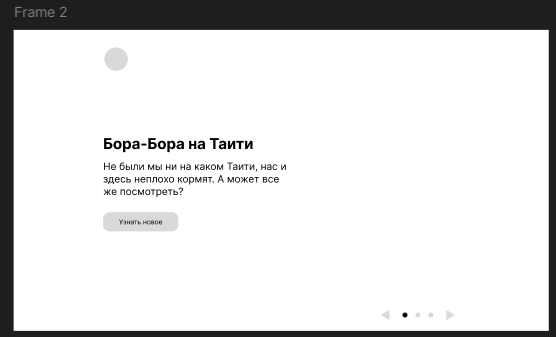 Frame 2
Бора-Бора на Таити
Не были мы ни на каком Таити, нас и
здесь неплохо кормят. А может все
же посмотреть?
Узнать новое